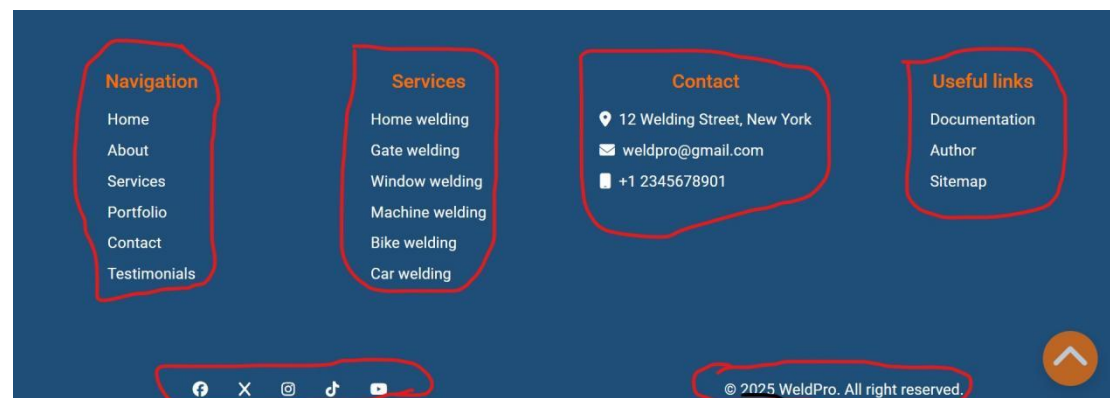 Navigation
Home
About
Services
Portfolio
Contact
Testimonials
Services
Home welding
Gate welding
Window welding
Machine welding
Bike welding
Car welding
Contact
12 Welding Street, New York
weldpro@gmail.com
+1 2345678901
Useful links
Documentation
Author
Sitemap
© 2025 WeldPro. All right reserved.